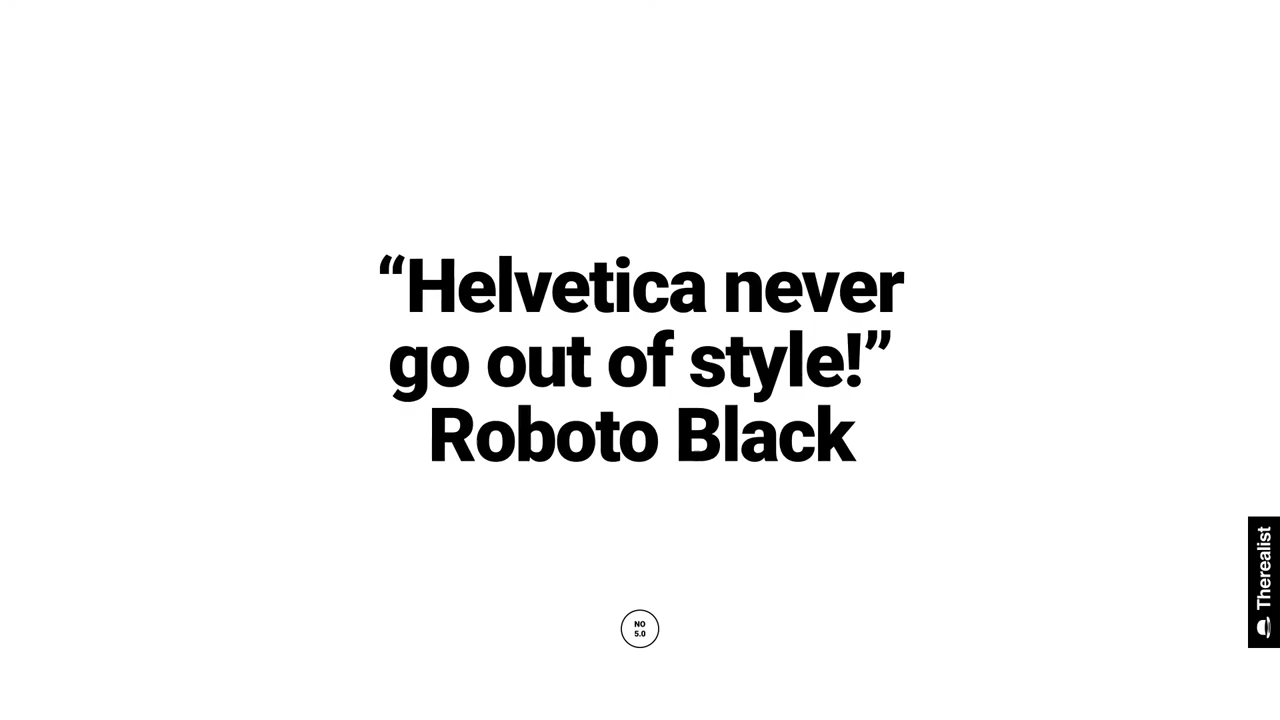 “Helvetica never
go out of style!”
Roboto Black
NO
5.0
Therealist